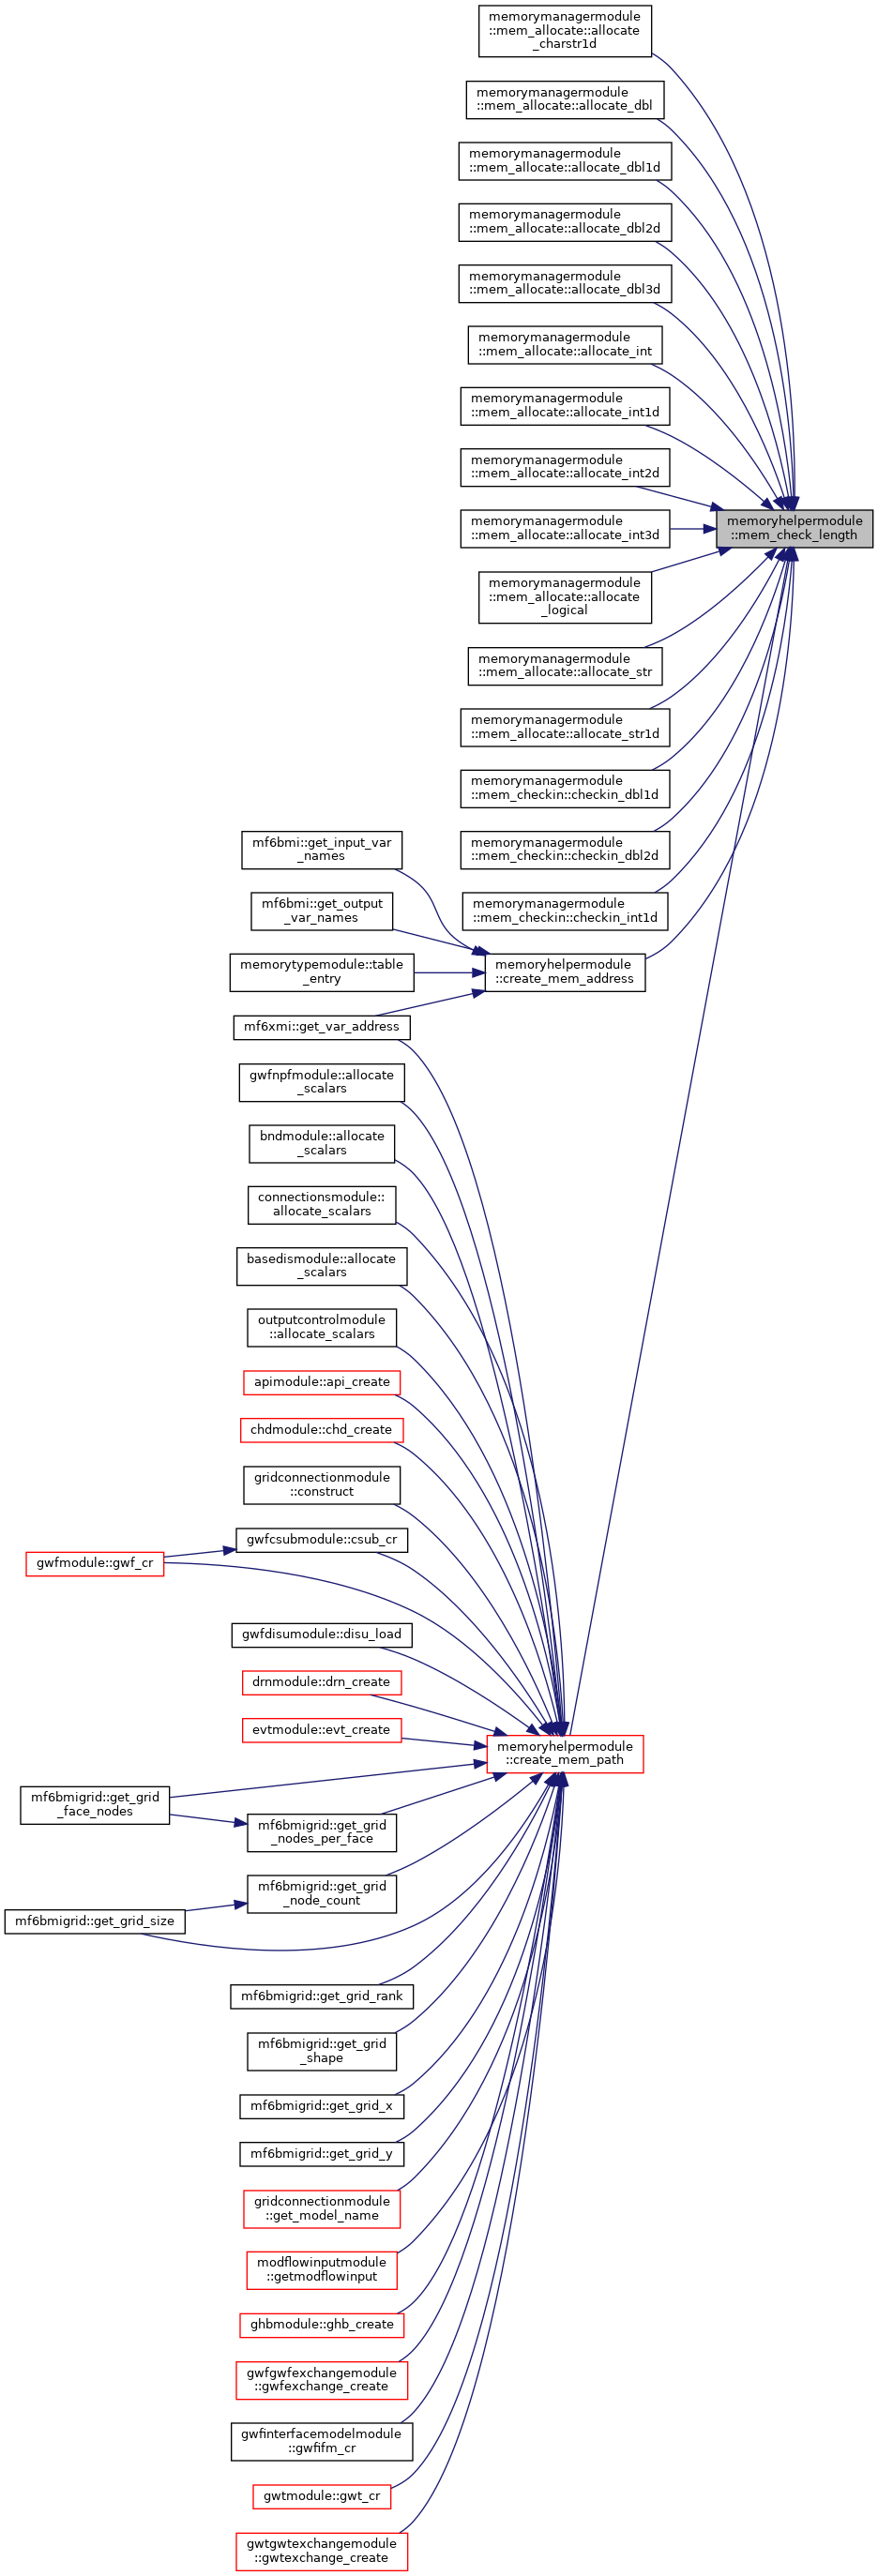 memorymanagermodule
::mem_allocate::allocate
_charstr1d
memorymanagermodule
::mem_allocate::allocate_dbl
memorymanagermodule
::mem_allocate::allocate_dbl1d
memorymanagermodule
::mem_allocate::allocate_dbl2d
memorymanagermodule
::mem_allocate::allocate_dbl3d
memorymanagermodule
::mem_allocate::allocate_int
memorymanagermodule
::mem_allocate::allocate_int1d
memorymanagermodule
::mem_allocate::allocate_int2d
memorymanagermodule
::mem_allocate::allocate_int3d
memoryhelpermodule
::mem_check_length
memorymanagermodule
::mem_allocate::allocate
_logical
memorymanagermodule
::mem_allocate::allocate_str
memorymanagermodule
::mem_allocate::allocate_str1d
memorymanagermodule
::mem_checkin::checkin_dbl1d
memorymanagermodule
::mem_checkin::checkin_dbl2d
memorymanagermodule
::mem_checkin::checkin_int1d
mf6bmi::get_input_var
_names
mf6bmi::get_output
_var_names
memorytypemodule::table
_entry
memoryhelpermodule
::create_mem_address
mf6xmi::get_var_address
gwfnpfmodule::allocate
_scalars
bndmodule::allocate
_scalars
connectionsmodule::
allocate_scalars
basedismodule::allocate
_scalars
outputcontrolmodule
::allocate_scalars
apimodule::api_create
chdmodule::chd_create
gridconnectionmodule
::construct
gwfcsubmodule::csub_cr
gwfmodule::gwf_cr
gwfdisumodule::disu_load
drnmodule::drn_create
evtmodule::evt_create
memoryhelpermodule
::create_mem_path
mf6bmigrid::get_grid
_face_nodes
mf6bmigrid::get_grid
_nodes_per_face
mf6bmigrid::get_grid
_node_count
mf6bmigrid::get_grid_size
mf6bmigrid::get_grid_rank
mf6bmigrid::get_grid
_shape
mf6bmigrid::get_grid_x
mf6bmigrid::get_grid_y
gridconnectionmodule
::get_model_name
modflowinputmodule
::getmodflowinput
ghbmodule::ghb_create
gwfgwfexchangemodule
::gwfexchange_create
gwfinterfacemodelmodule
::gwfifm_cr
gwtmodule::gwt_cr
gwtgwtexchangemodule
::gwtexchange_create